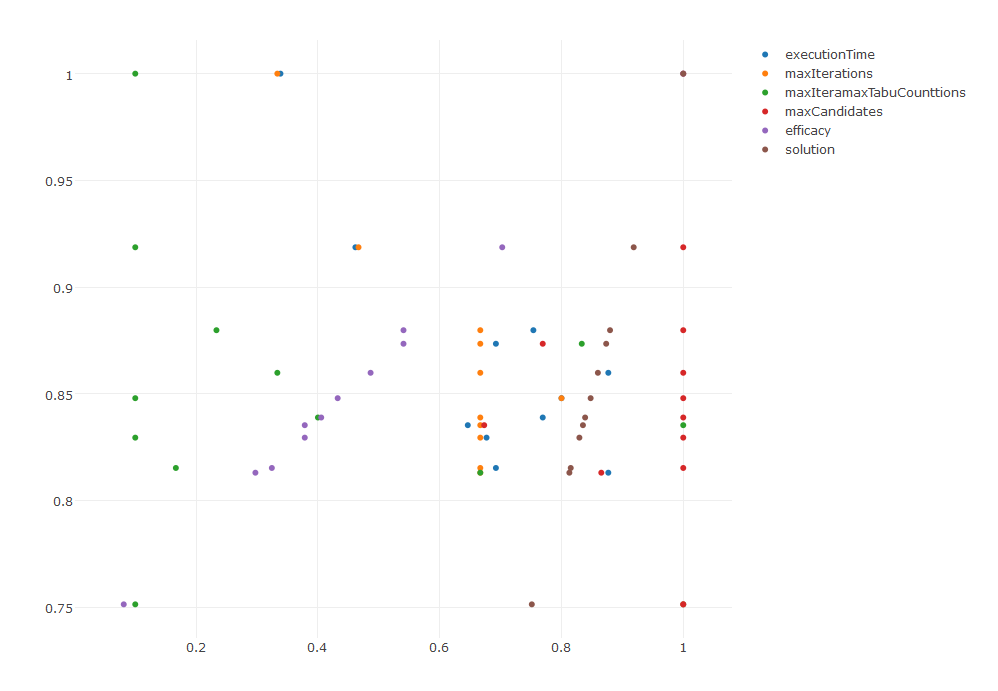 executionTime
maxIterations
maxIteramaxTabuCounttions
maxCandidates
efficacy
solution
1
0.95
0.9
0.85
0.8
0.75
0.2
0.4
0.6
0.8
1